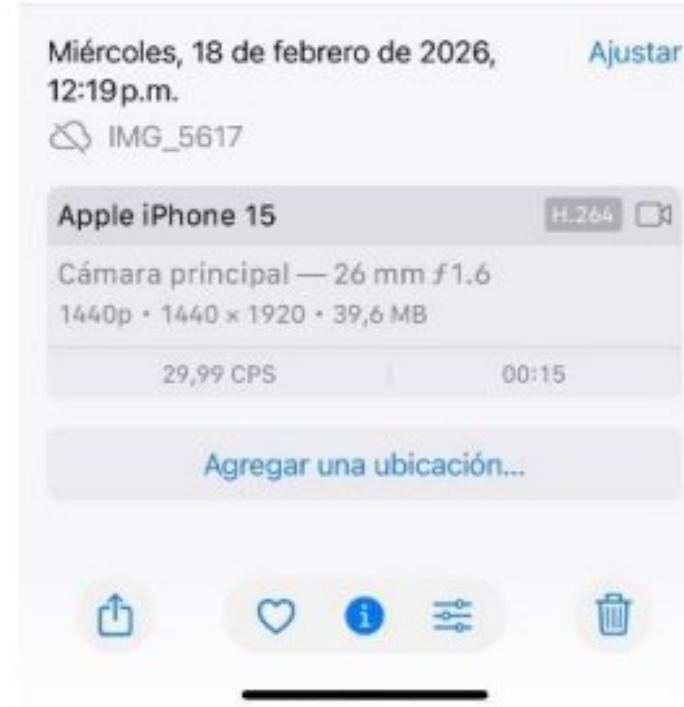 Miércoles, 18 de febrero de 2026,
12:19 p.m.
Ajustar
IMG_5617
Apple iPhone 15
H.264
Cámara principal — 26 mm ƒ1.6
1440p • 1440 × 1920 • 39,6 MB
29,99 CPS
00:15
Agregar una ubicación...